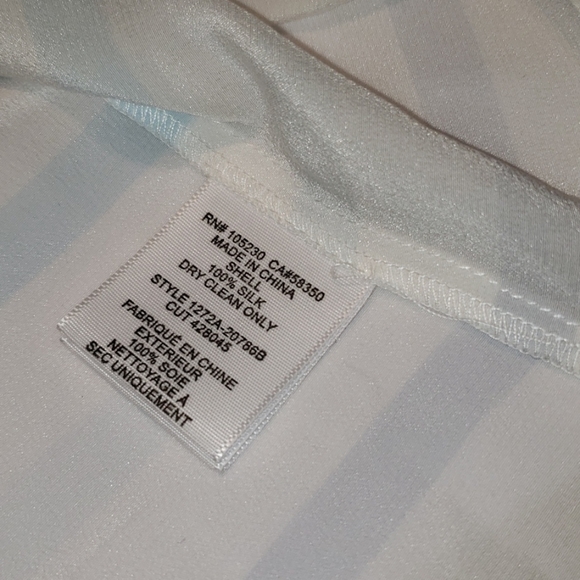 RN# 105230 CA#58350
MADE IN CHINA
SHELL
100% SILK
DRY CLEAN ONLY
STYLE 1272A-20786B
CUT 428045
FABRIQUÉ EN CHINE
EXTERIEUR
100% SOIE
NETTOYAGE À
SEC UNIQUEMENT